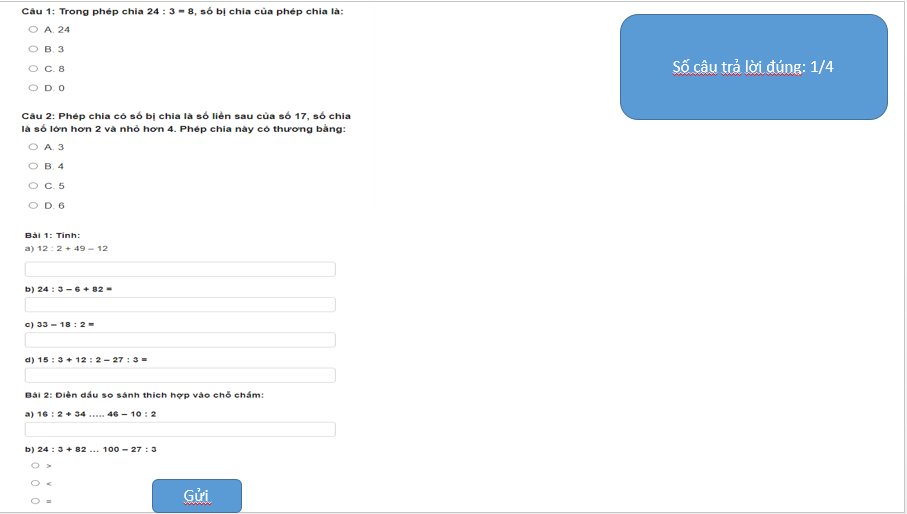 Câu 1: Trong phép chia 24 : 3 = 8, số bị chia của phép chia là:
A. 24
B. 3
C. 8
D. 0
Câu 2: Phép chia có số bị chia là số liền sau của số 17, số chia
là số lớn hơn 2 và nhỏ hơn 4. Phép chia này có thương bằng:
A. 3
B. 4
C. 5
D. 6
Bài 1: Tính:
a) 12 : 2 + 49 – 12
b) 24 : 3 – 6 + 82 =
c) 33 – 18 : 2 =
d) 15 : 3 + 12 : 2 – 27 : 3 =
Bài 2: Điền dấu so sánh thích hợp vào chỗ chấm:
a) 16 : 2 + 34 ..... 46 – 10 : 2
b) 24 : 3 + 82 ... 100 – 27 : 3
>
<
=
Gửi
Số câu trả lời đúng: 1/4